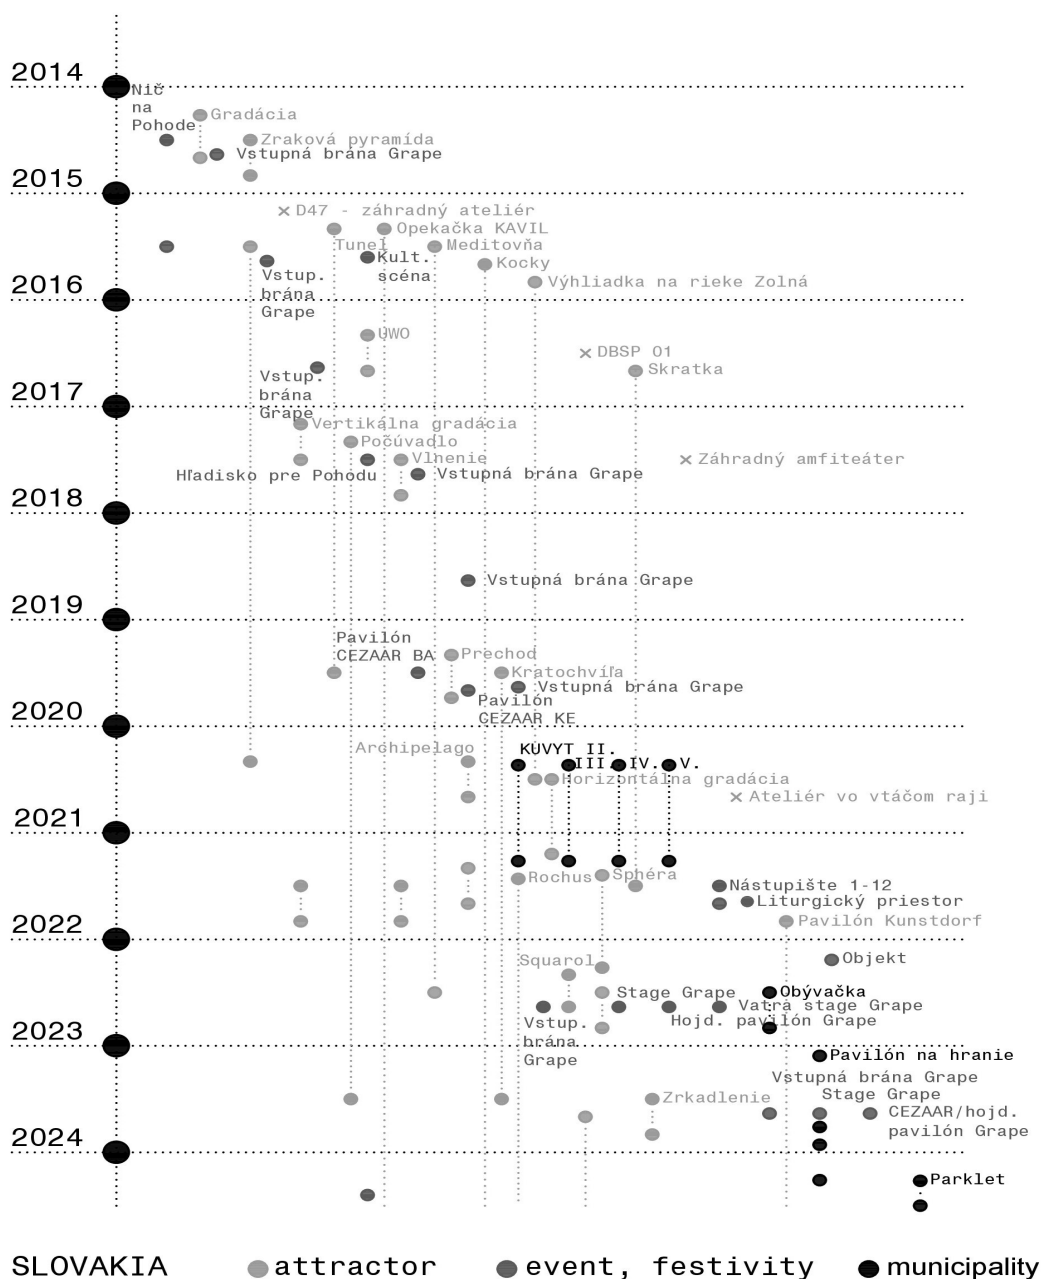 2014
Nič
na
Pohode
Gradácia
Zraková pyramída
Vstupná brána Grape
2015
D47 - záhradný ateliér
Opekačka KAVIL
Tunel
Meditovňa
Kult.
scéna
Kocky
Vstup.
brána
Grape
Výhliadka na rieke Zolná
2016
UWO
DBSP 01
Skratka
Vstup.
brána
Grape
2017
Vertikálna gradácia
Počúvadlo
Vlnenie
Záhradný amfiteáter
Hľadisko pre Pohodu
Vstupná brána Grape
2018
Vstupná brána Grape
2019
Pavilón
CEZAAR BA
Prechod
Kratochvíľa
Vstupná brána Grape
Pavilón
CEZAAR KE
2020
Archipelago
KUVYT II.
III. IV. V.
Horizontálna gradácia
Ateliér vo vtáčom raji
2021
Rochus
Sphéra
Nástupište 1-12
Liturgický priestor
Pavilón Kunstdorf
2022
Objekt
Squarol
Stage Grape
Obývačka
Vatra stage Grape
Hojd. pavilón Grape
Vstup.
brána
Grape
2023
Pavilón na hranie
Vstupná brána Grape
Stage Grape
Zrkadlenie
CEZAAR/hojd.
pavilón Grape
2024
Parklet
SLOVAKIA
attractor
event, festivity
municipality